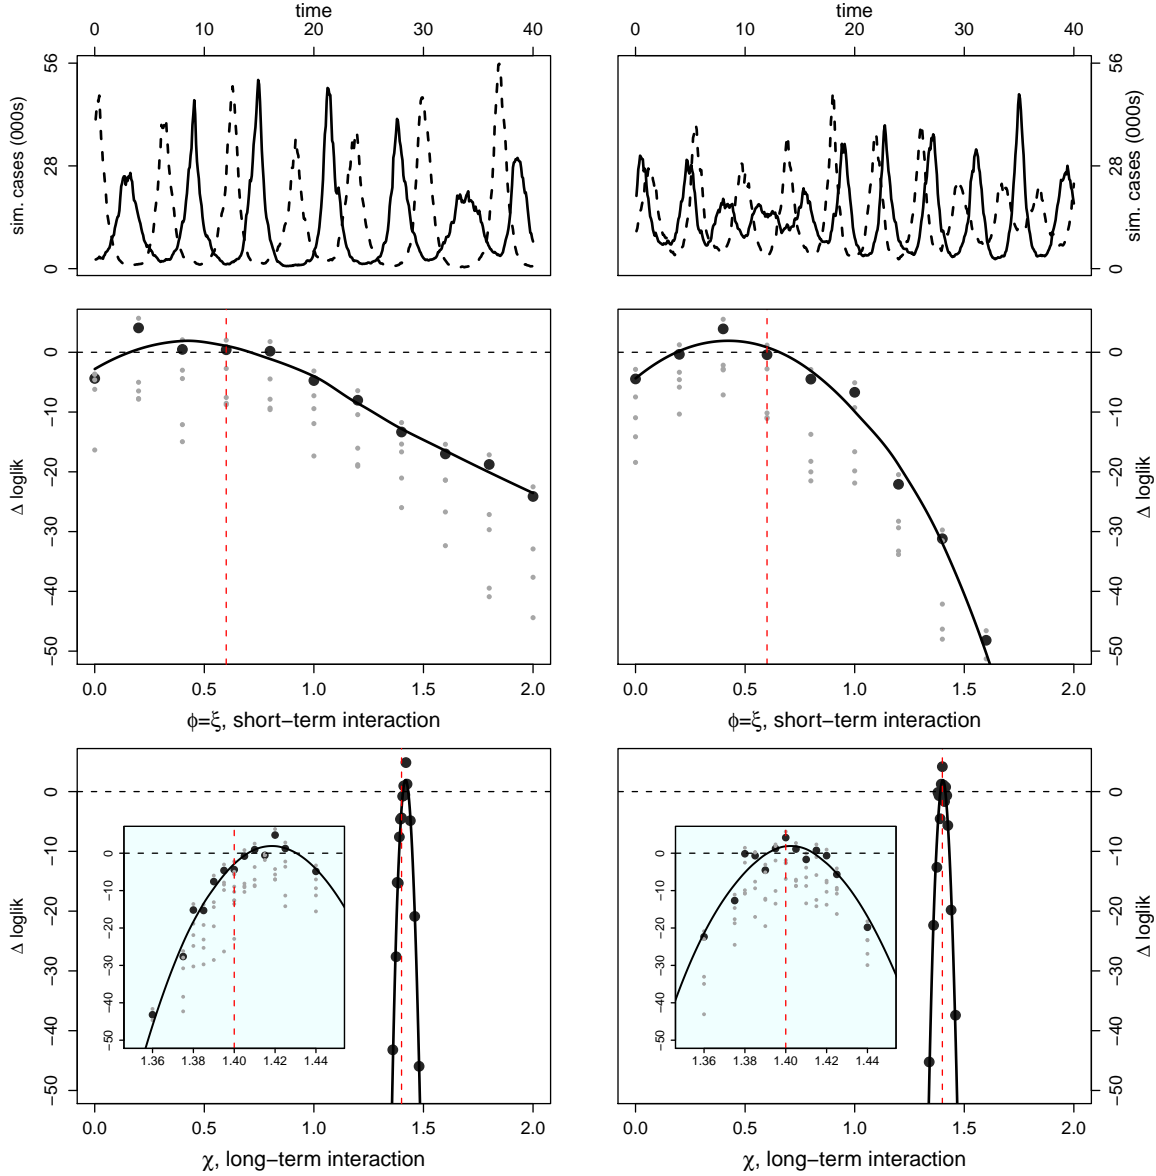 time
time
0 10 20 30 40
0 10 20 30 40
sim. cases (000s)
0 28 56
0 28 56
sim. cases (000s)
Δ loglik
−50 −40 −30 −20 −10 0
0.0 0.5 1.0 1.5 2.0
φ=ξ, short−term interaction
−50 −40 −30 −20 −10 0
Δ loglik
0.0 0.5 1.0 1.5 2.0
φ=ξ, short−term interaction
Δ loglik
−50 −40 −30 −20 −10 0
−50 −40 −30 −20 −10 0
1.36 1.38 1.40 1.42 1.44
0.0 0.5 1.0 1.5 2.0
χ, long−term interaction
−50 −40 −30 −20 −10 0
1.36 1.38 1.40 1.42 1.44
−50 −40 −30 −20 −10 0
Δ loglik
0.0 0.5 1.0 1.5 2.0
χ, long−term interaction